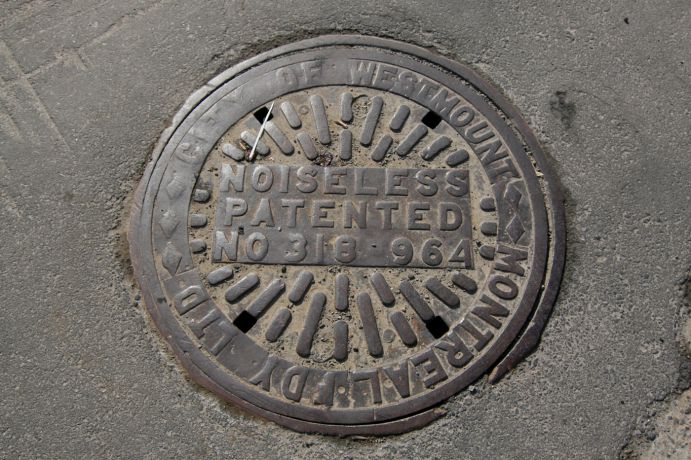 CITY OF WESTMOUNT
NOISELESS
PATENTED
NO 318 964
MONTREAL FDY LTD